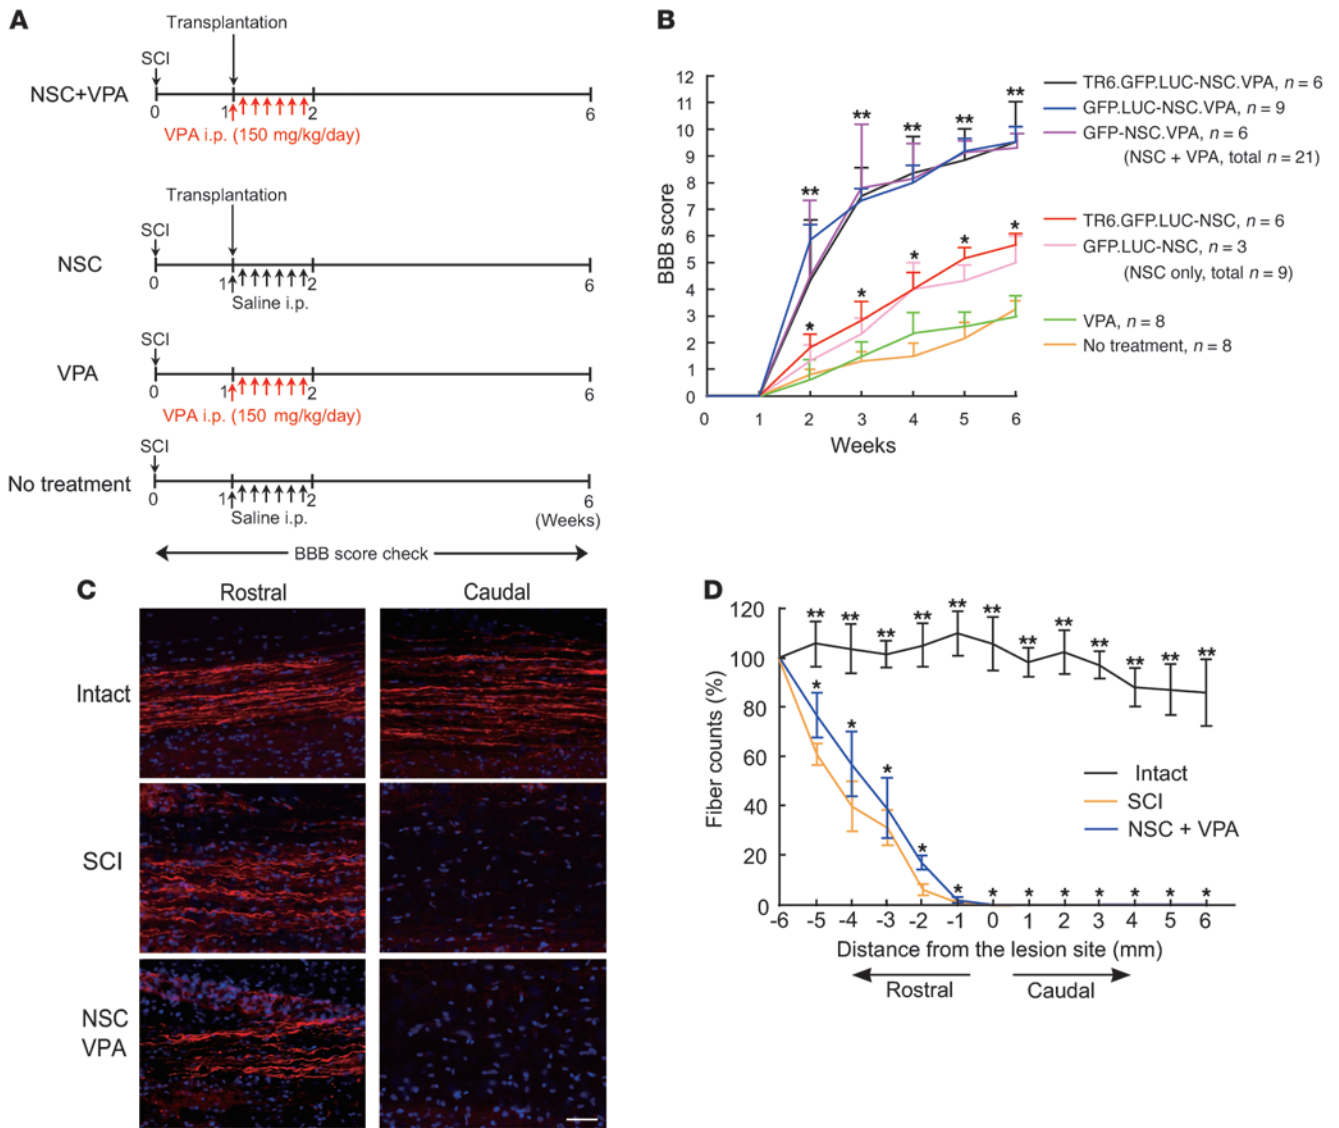 A
Transplantation
SCI
NSC+VPA
0 1 2 6
VPA i.p. (150 mg/kg/day)
Transplantation
SCI
NSC
0 1 2 6
Saline i.p.
SCI
VPA
0 1 2 6
VPA i.p. (150 mg/kg/day)
SCI
No treatment
0 1 2 6
Saline i.p.
(Weeks)
BBB score check
B
BBB score
12
11
10
9
8
7
6
5
4
3
2
1
0
** ** ** ** **
* * * * *
0 1 2 3 4 5 6
Weeks
TR6.GFP.LUC-NSC.VPA, n = 6
GFP.LUC-NSC.VPA, n = 9
GFP-NSC.VPA, n = 6
(NSC + VPA, total n = 21)
TR6.GFP.LUC-NSC, n = 6
GFP.LUC-NSC, n = 3
(NSC only, total n = 9)
VPA, n = 8
No treatment, n = 8
C
Rostral Caudal
Intact
SCI
NSC
VPA
D
Fiber counts (%)
120
100
80
60
40
20
0
** ** ** ** ** ** ** ** ** ** ** **
* * * * * * * * * * * *
Intact
SCI
NSC + VPA
-6 -5 -4 -3 -2 -1 0 1 2 3 4 5 6
Distance from the lesion site (mm)
Rostral Caudal